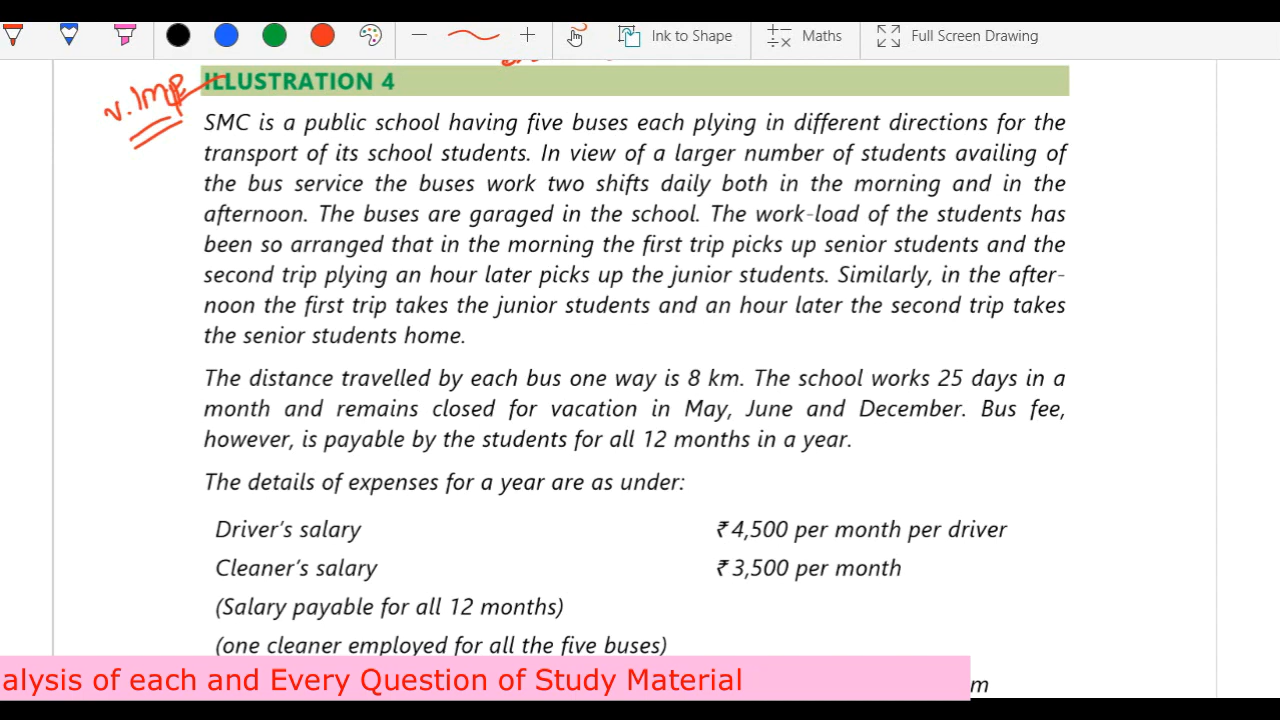 Ink to Shape
Maths
Full Screen Drawing
v. Imp
ILLUSTRATION 4
SMC is a public school having five buses each plying in different directions for the
transport of its school students. In view of a larger number of students availing of
the bus service the buses work two shifts daily both in the morning and in the
afternoon. The buses are garaged in the school. The work-load of the students has
been so arranged that in the morning the first trip picks up senior students and the
second trip plying an hour later picks up the junior students. Similarly, in the after-
noon the first trip takes the junior students and an hour later the second trip takes
the senior students home.
The distance travelled by each bus one way is 8 km. The school works 25 days in a
month and remains closed for vacation in May, June and December. Bus fee,
however, is payable by the students for all 12 months in a year.
The details of expenses for a year are as under:
Driver's salary ₹ 4,500 per month per driver
Cleaner's salary ₹ 3,500 per month
(Salary payable for all 12 months)
(one cleaner employed for all the five buses)
alysis of each and Every Question of Study Material
m